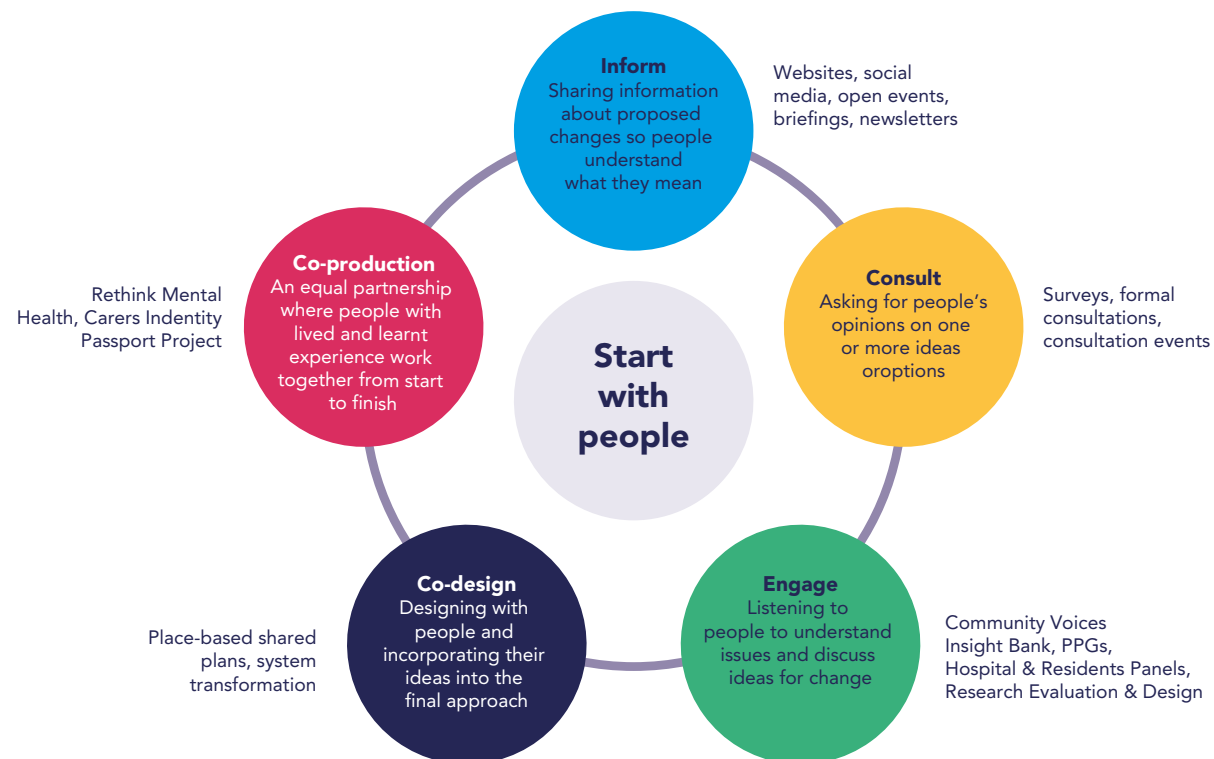 Inform
Sharing information
about proposed
changes so people
understand
what they mean
Websites, social
media, open events,
briefings, newsletters
Consult
Asking for people's
opinions on one
or more ideas
oroptions
Surveys, formal
consultations,
consultation events
Engage
Listening to
people to understand
issues and discuss
ideas for change
Community Voices
Insight Bank, PPGs,
Hospital & Residents Panels,
Research Evaluation & Design
Co-design
Designing with
people and
incorporating their
ideas into the
final approach
Place-based shared
plans, system
transformation
Co-production
An equal partnership
where people with
lived and learnt
experience work
together from start
to finish
Rethink Mental
Health, Carers Indentity
Passport Project
Start
with
people